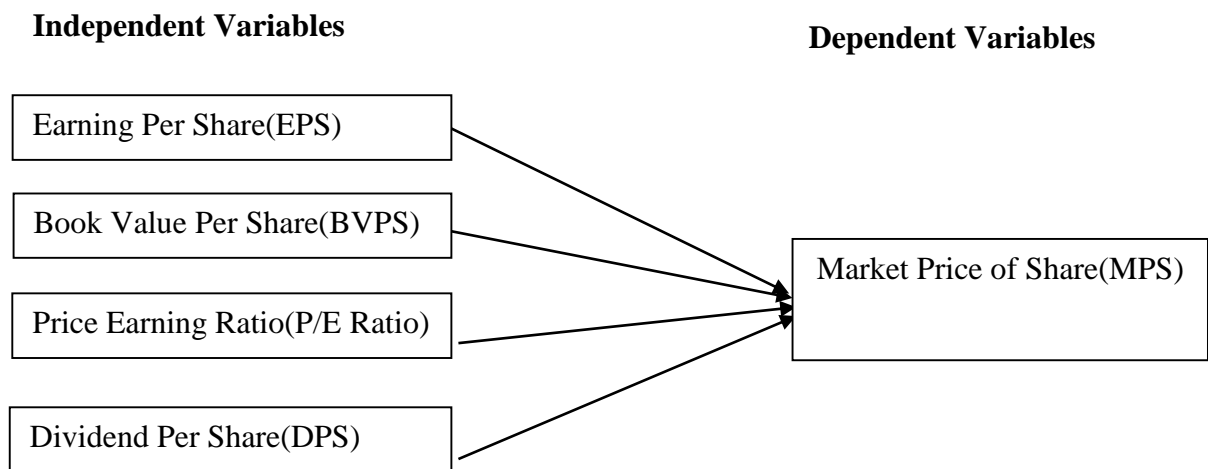 Independent Variables
Dependent Variables
Earning Per Share(EPS)
Book Value Per Share(BVPS)
Market Price of Share(MPS)
Price Earning Ratio(P/E Ratio)
Dividend Per Share(DPS)